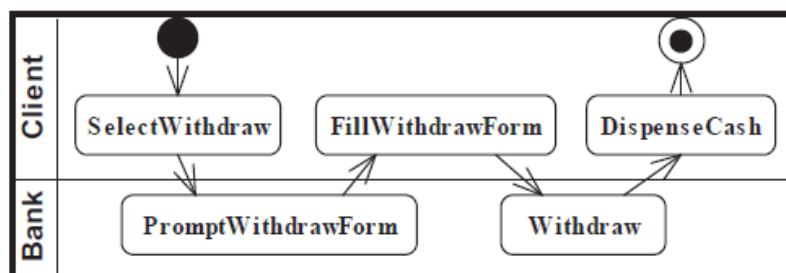 Client
SelectWithdraw
FillWithdrawForm
DispenseCash
Bank
PromptWithdrawForm
Withdraw